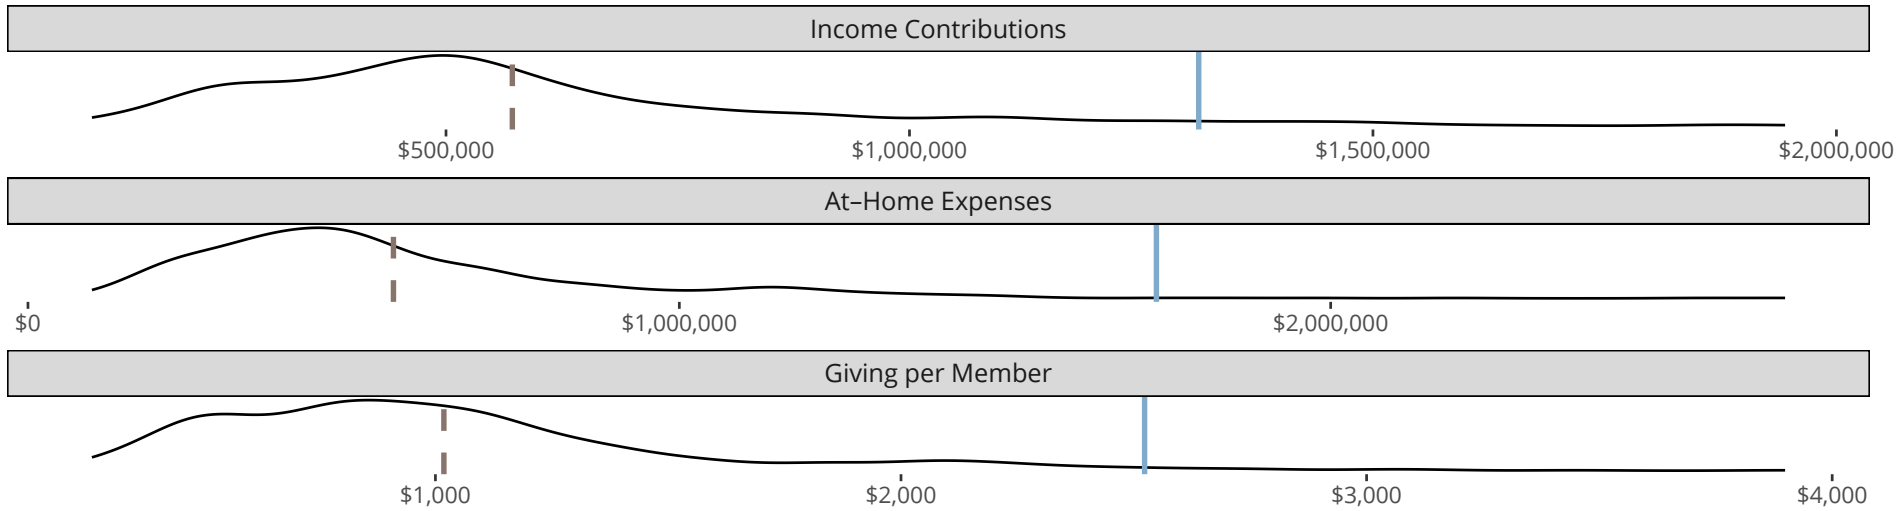 Income Contributions
$500,000 $1,000,000 $1,500,000 $2,000,000
At–Home Expenses
$0 $1,000,000 $2,000,000
Giving per Member
$1,000 $2,000 $3,000 $4,000